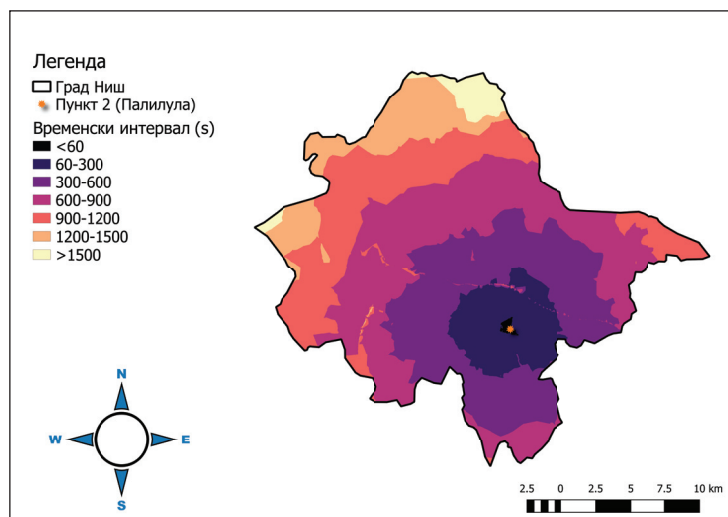 Легенда
Град Ниш
Пункт 2 (Палилула)
Временски интервал (s)
<60
60-300
300-600
600-900
900-1200
1200-1500
>1500
N
W E
S
2.5 0 2.5 5 7.5 10 km